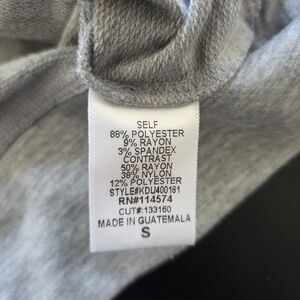 SELF
88% POLYESTER
9% RAYON
3% SPANDEX
CONTRAST
50% RAYON
38% NYLON
12% POLYESTER
STYLE#KDU400181
RN#114574
CUT#:133160
MADE IN GUATEMALA
S